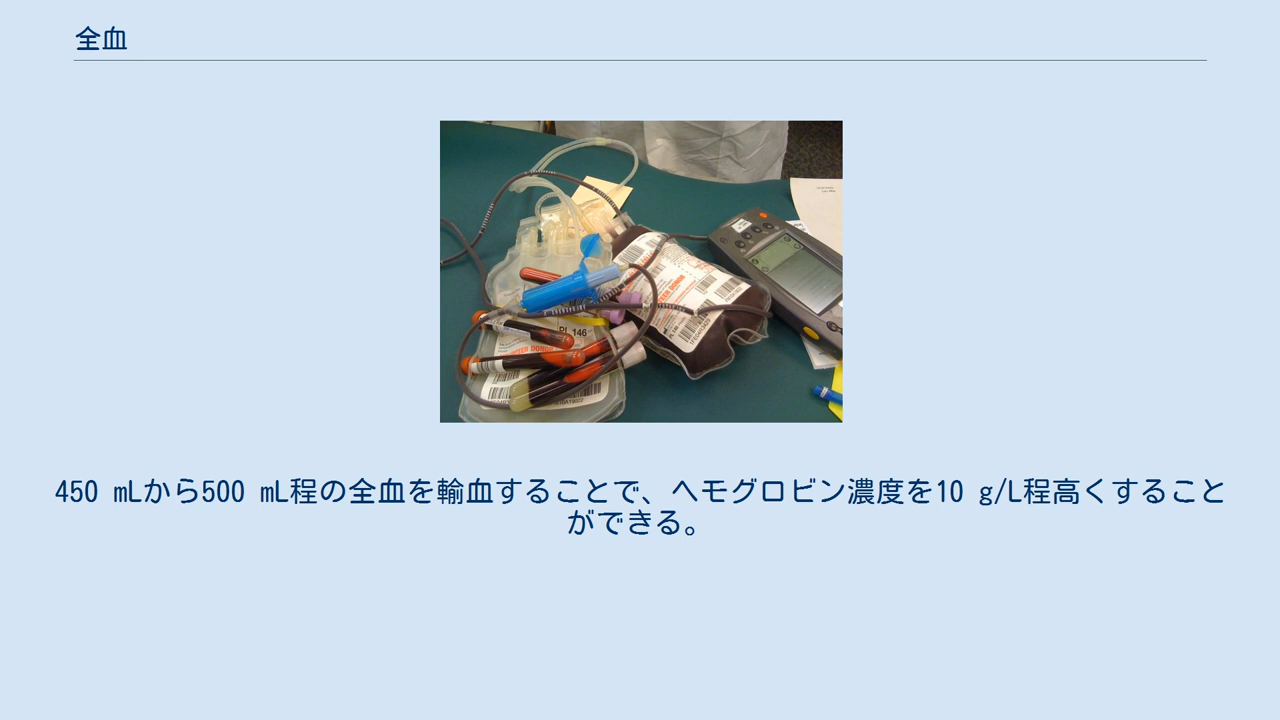 全血
PL 146
450 mLから500 mL程の全血を輸血することで、ヘモグロビン濃度を10 g/L程高くすること
ができる。